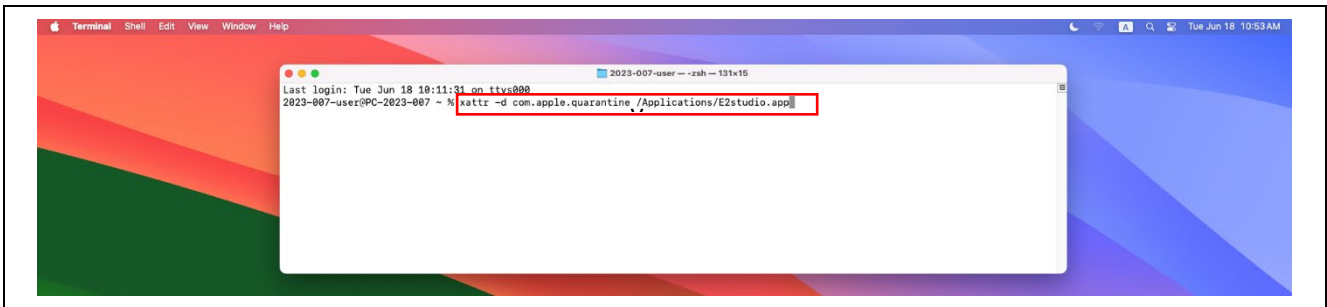 Terminal Shell Edit View Window Help
A Tue Jun 18 10:53 AM
2023-007-user — -zsh — 131×15
Last login: Tue Jun 18 10:11:31 on ttys000
2023-007-user@PC-2023-007 ~ % xattr -d com.apple.quarantine /Applications/E2studio.app